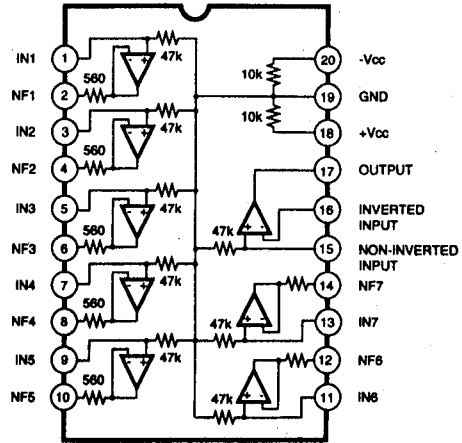 IN1 1 47k 20 -Vcc
560 10k
NF1 2 19 GND
IN2 3 47k 10k
560 18 +Vcc
NF2 4 17 OUTPUT
IN3 5 47k 16 INVERTED
INPUT
560
NF3 6 47k 15 NON-INVERTED
INPUT
IN4 7 47k
560 14 NF7
NF4 8 13 IN7
47k
IN5 9 47k 12 NF6
560
NF5 10 47k 11 IN6
- +
- +
- +
- +
- +
+ -
+ -
+ -